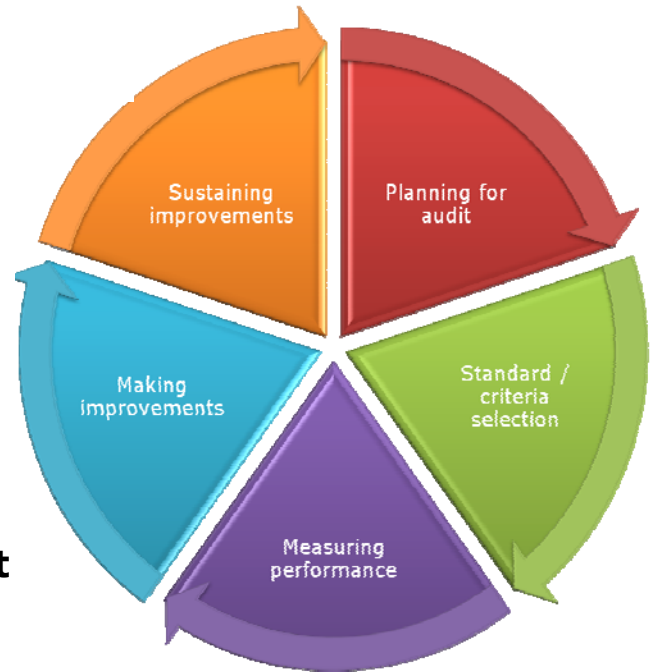 Sustaining
improvements
Planning for
audit
Standard /
criteria
selection
Measuring
performance
Making
improvements
t